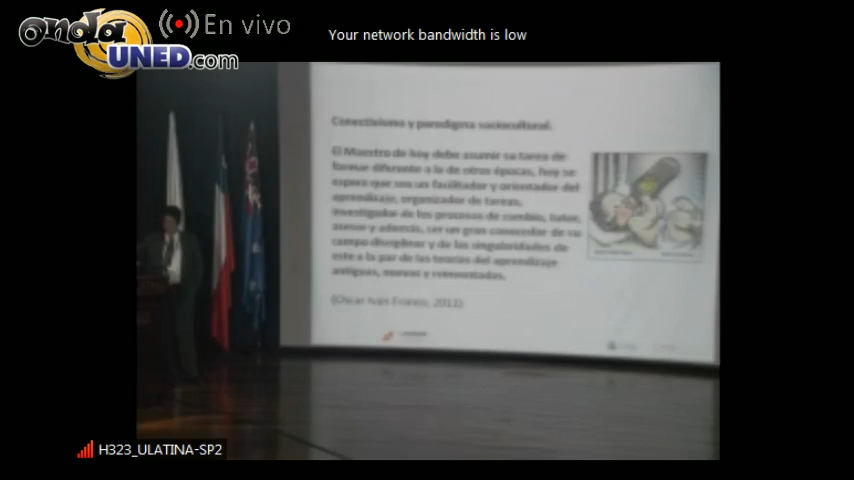 onda
UNED.com
En vivo
Your network bandwidth is low
Conectivismo y paradigma sociocultural.
El Maestro de hoy debe asumir su tarea de
formar diferente a la de otras épocas, hoy se
espera que sea un facilitador y orientador del
aprendizaje, organizador de tareas,
investigador de los procesos de cambio, tutor,
asesor y además, ser un gran conocedor de su
campo disciplinar y de las singularidades de
este a la par de las teorías del aprendizaje
antiguas, nuevas y reinventadas.
(Oscar Iván Franco, 2011)
H323_ULATINA-SP2